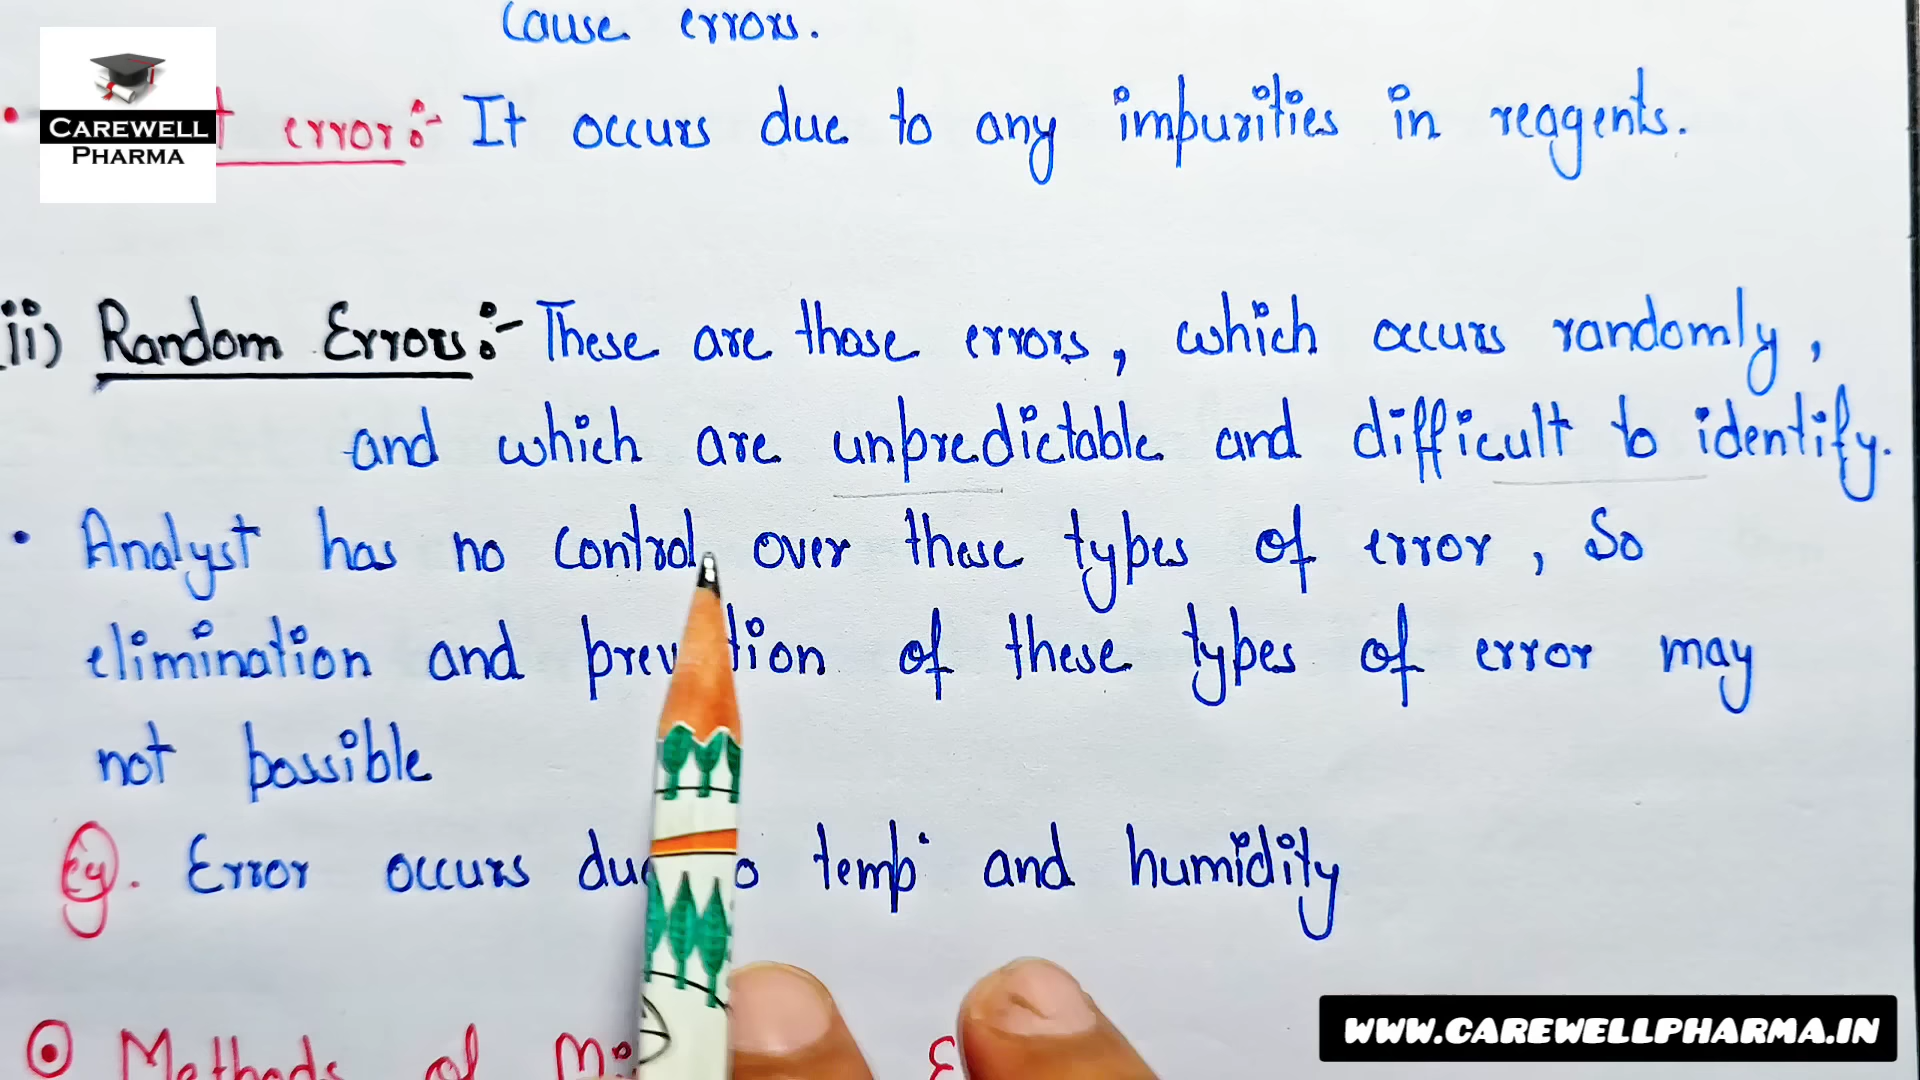 Cause errors.
CAREWELL
PHARMA
• error:- It occurs due to any impurities in reagents.
ii) Random Errors:- These are those errors, which occurs randomly,
and which are unpredictable and difficult to identify.
• Analyst has no control over these types of error, So
elimination and of these types of error may
not possible
eg. Error occurs temp. and humidity
Methods of
WWW.CAREWELLPHARMA.IN